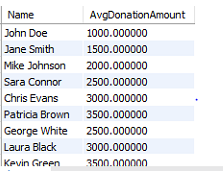 Name AvgDonationAmount
John Doe 1000.000000
Jane Smith 1500.000000
Mike Johnson 2000.000000
Sara Connor 2500.000000
Chris Evans 3000.000000
Patricia Brown 3500.000000
George White 2500.000000
Laura Black 3000.000000
Kevin Green 3500.000000